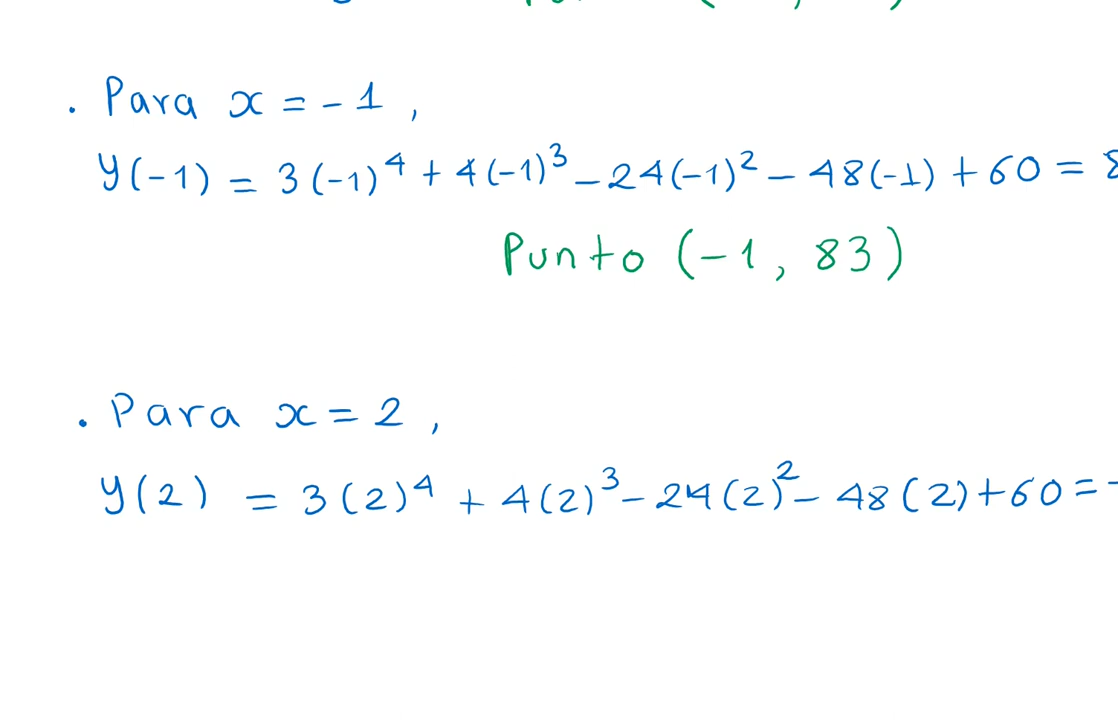 . Para x = -1 ,
y(-1) = 3(-1)⁴ + 4(-1)³ - 24(-1)² - 48(-1) + 60 = 8
Punto (-1, 83)
. Para x = 2 ,
y(2) = 3(2)⁴ + 4(2)³ - 24(2)² - 48(2) + 60 = -